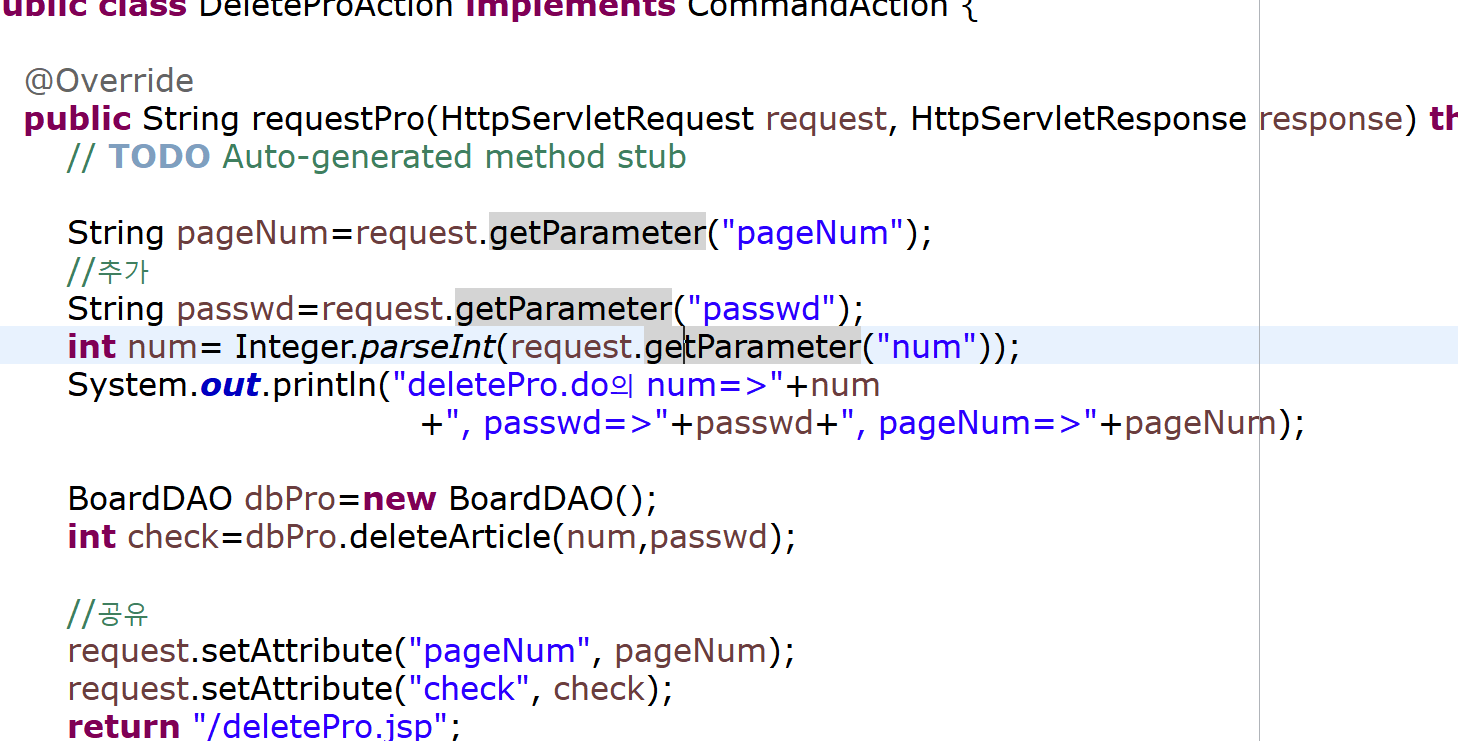 ublic class DeleteProAction implements CommandAction {
@Override
public String requestPro(HttpServletRequest request, HttpServletResponse response) th
// TODO Auto-generated method stub
String pageNum=request.getParameter("pageNum");
//추가
String passwd=request.getParameter("passwd");
int num= Integer.parseInt(request.getParameter("num"));
System.out.println("deletePro.do의 num=>"+num
+", passwd=>"+passwd+", pageNum=>"+pageNum);
BoardDAO dbPro=new BoardDAO();
int check=dbPro.deleteArticle(num,passwd);
//공유
request.setAttribute("pageNum", pageNum);
request.setAttribute("check", check);
return "/deletePro.jsp";